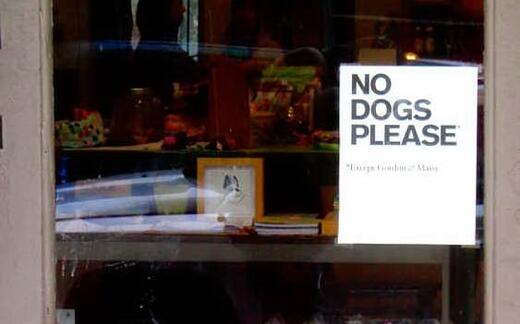 NO
DOGS
PLEASE*
*Except Gordon & Maisy